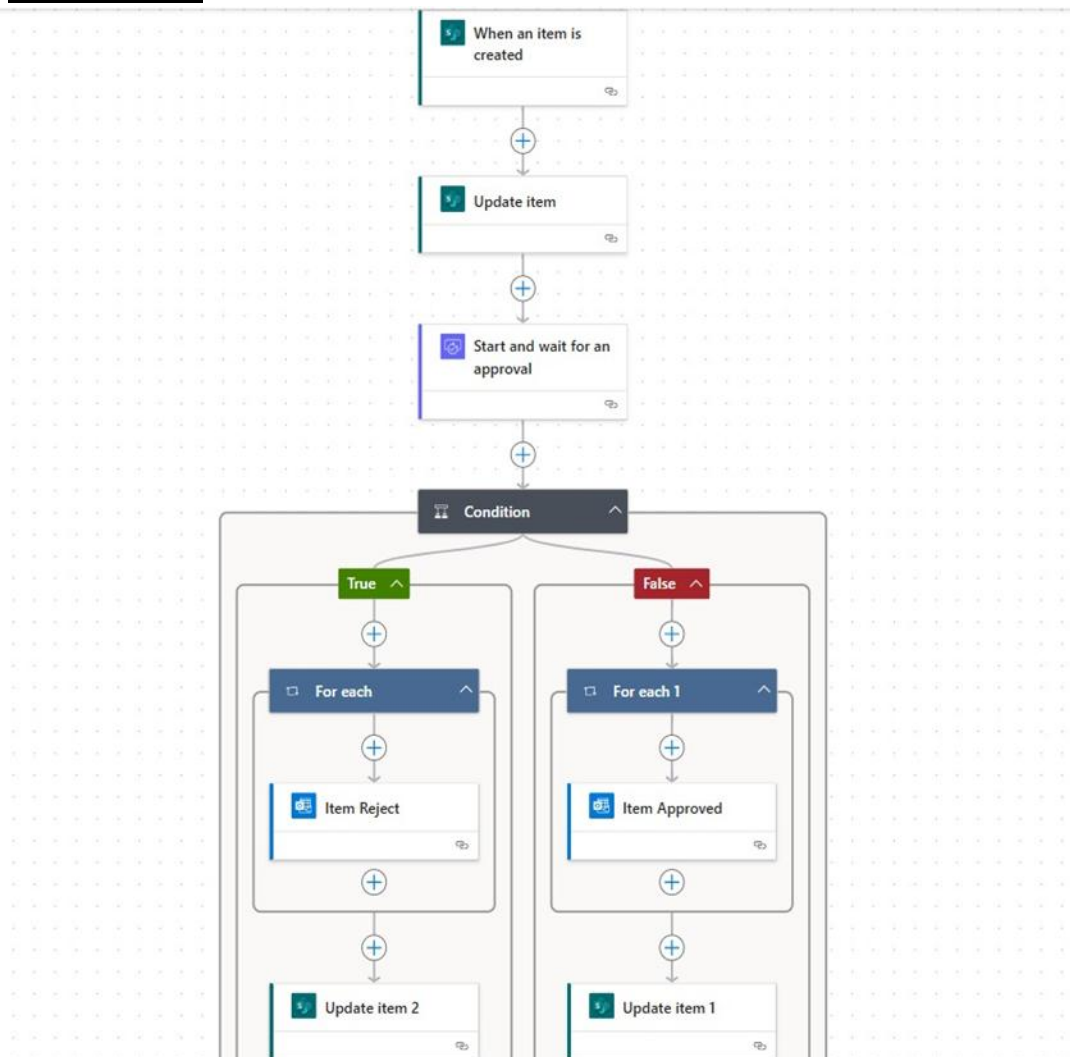 When an item is
created
Update item
Start and wait for an
approval
Condition
True
False
For each
For each 1
Item Reject
Item Approved
Update item 2
Update item 1